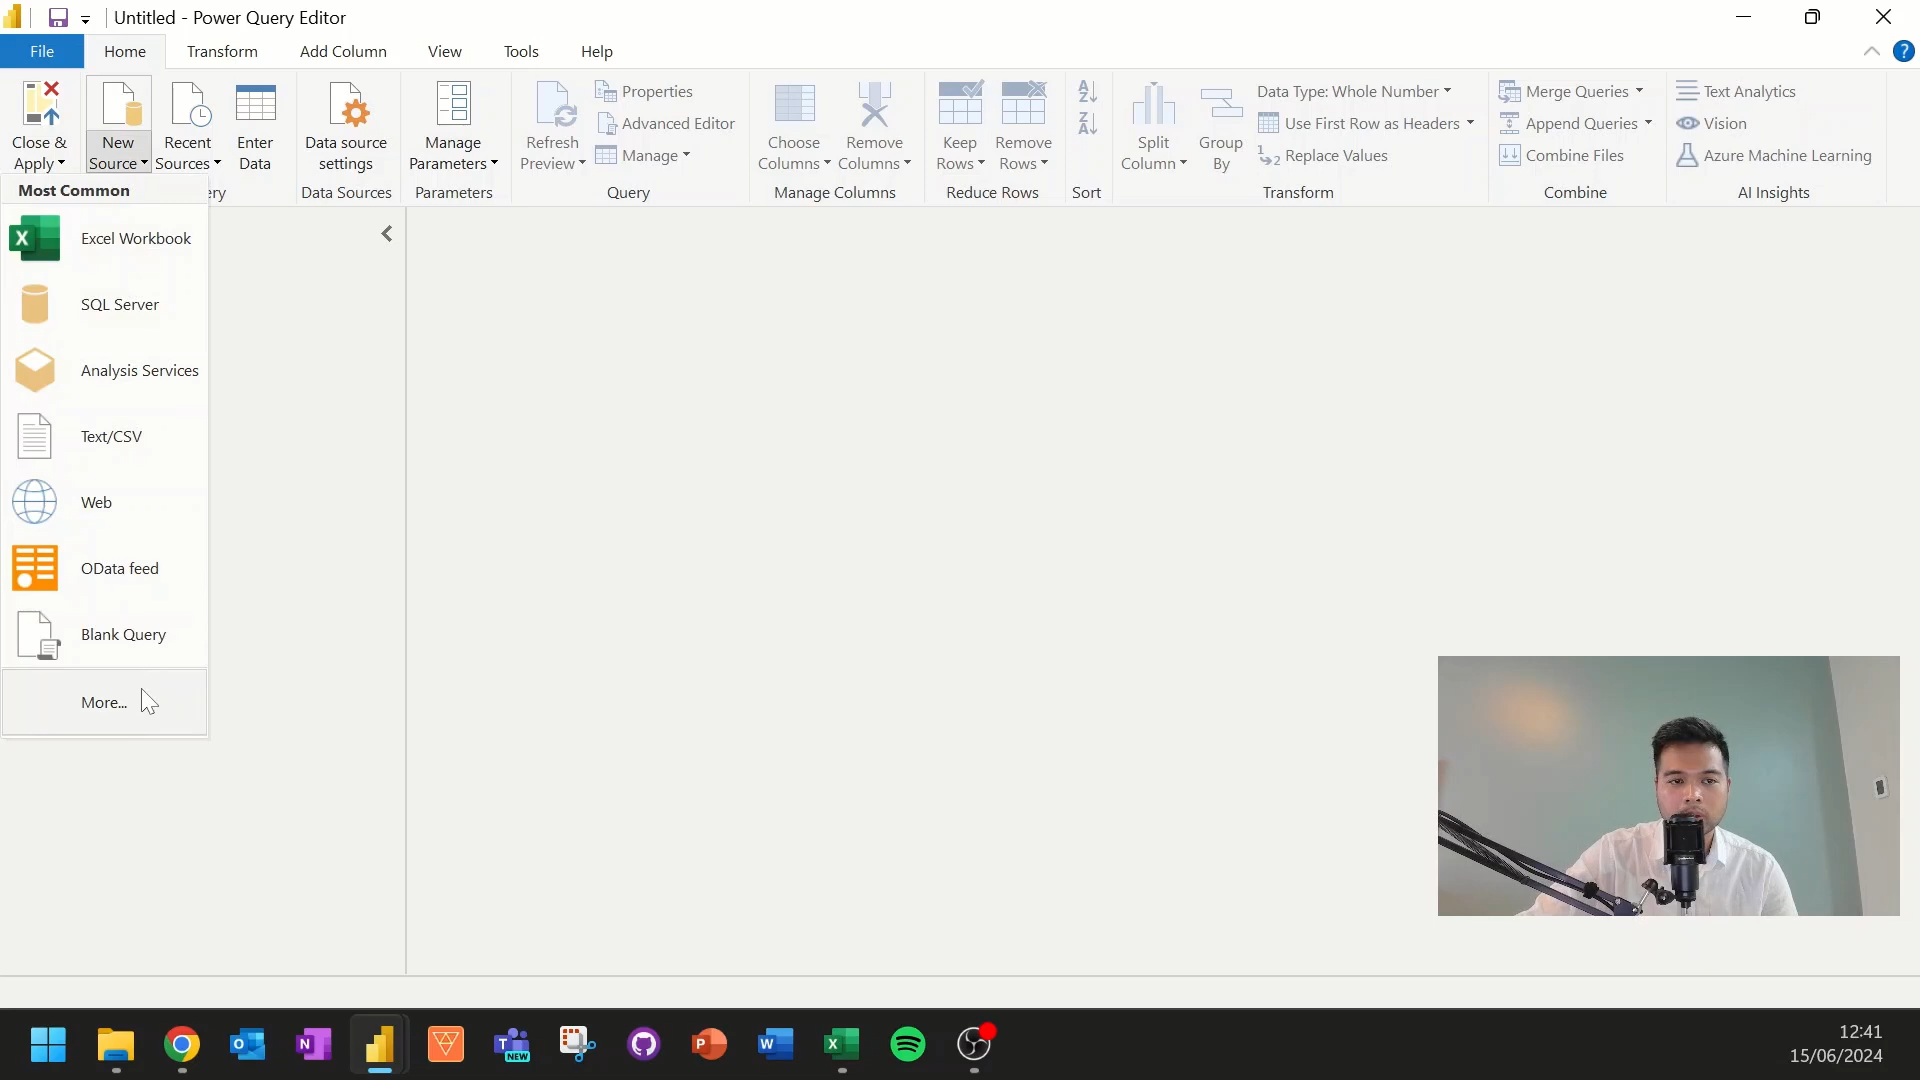 Untitled - Power Query Editor
File
Home
Transform
Add Column
View
Tools
Help
?
Close &
Apply
New
Source
Recent
Sources
Enter
Data
Data source
settings
Manage
Parameters
Refresh
Preview
Properties
Advanced Editor
Manage
Choose
Columns
Remove
Columns
Keep
Rows
Remove
Rows
A
Z
Z
A
Split
Column
Group
By
Data Type: Whole Number
Use First Row as Headers
1
2
Replace Values
Merge Queries
Append Queries
Combine Files
Text Analytics
Vision
Azure Machine Learning
ery
Data Sources
Parameters
Query
Manage Columns
Reduce Rows
Sort
Transform
Combine
AI Insights
Most Common
X
Excel Workbook
SQL Server
Analysis Services
Text/CSV
Web
OData feed
Blank Query
More...
O
N
T
NEW
P
W
X
12:41
15/06/2024